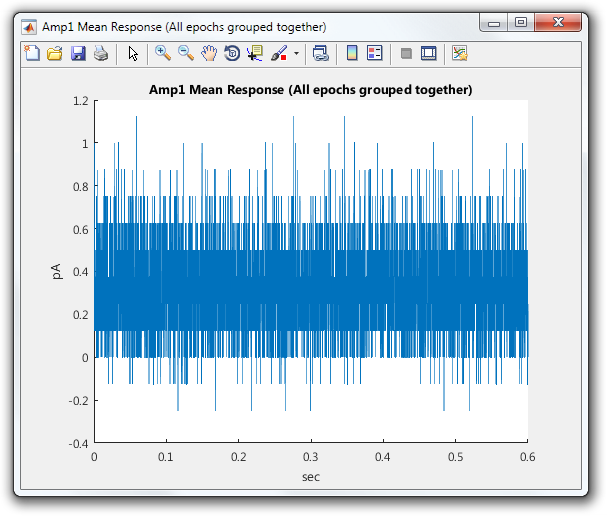 Amp1 Mean Response (All epochs grouped together)
Amp1 Mean Response (All epochs grouped together)
1.2
1
0.8
0.6
0.4
0.2
0
-0.2
-0.4
pA
0 0.1 0.2 0.3 0.4 0.5 0.6
sec